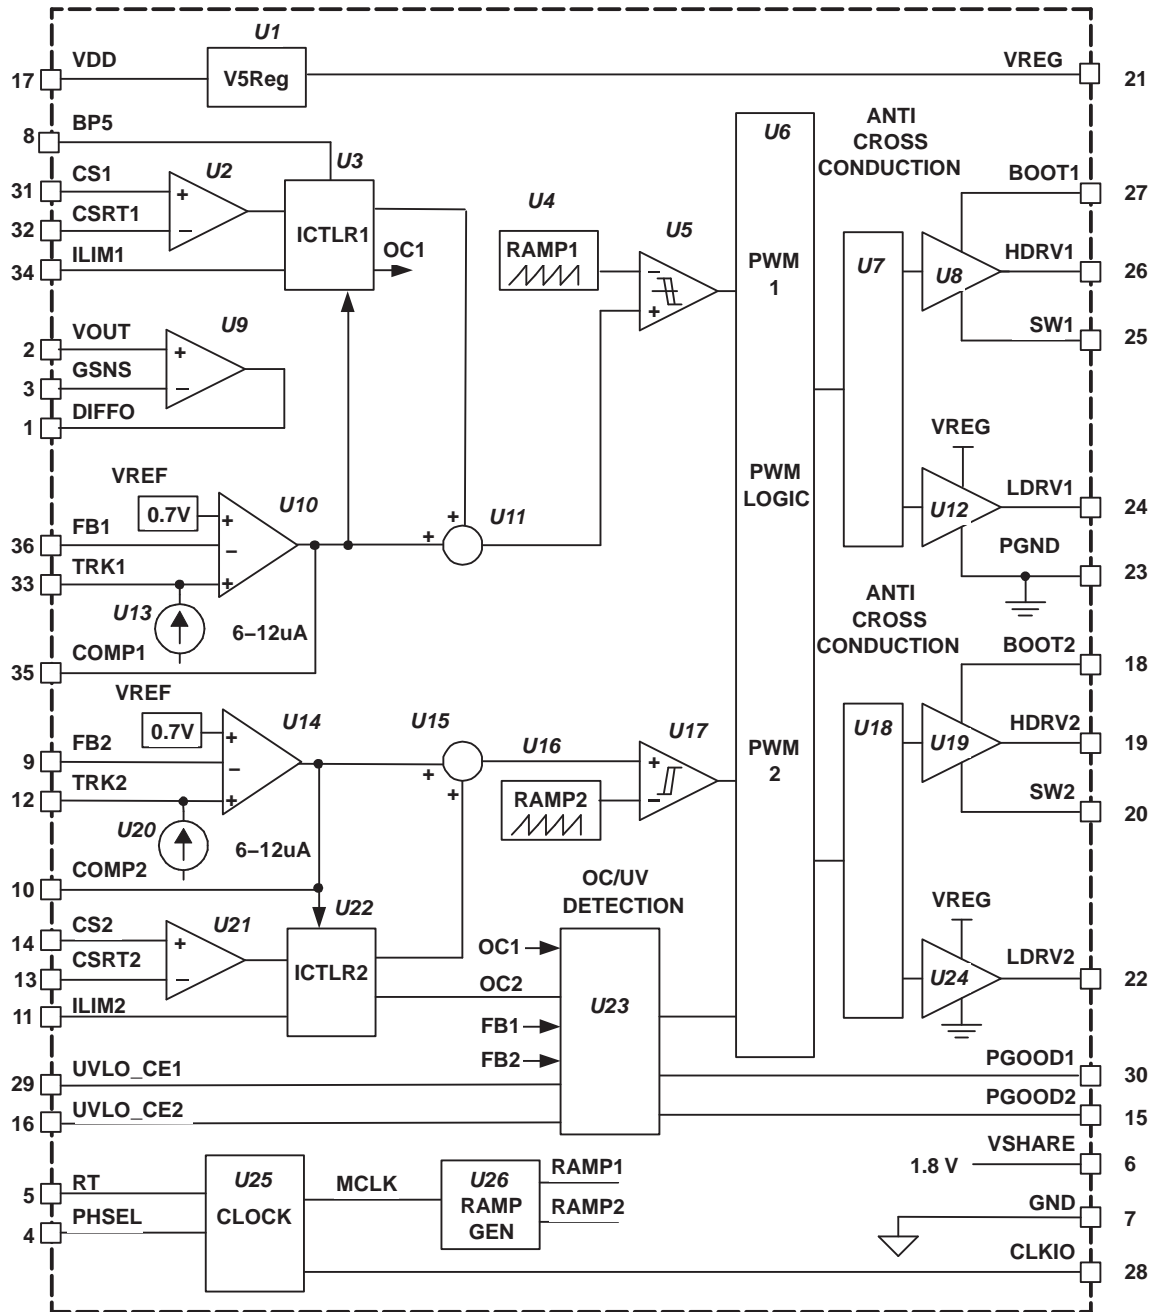 U1
VDD
17
V5Reg
VREG
21
BP5
8
ANTI
CROSS
CONDUCTION
U6
U3
U2
CS1
31
+
CSRT1
32
–
ICTLR1
OC1
ILIM1
34
U4
RAMP1
U5
–
+
PWM
1
U7
BOOT1
27
U8
HDRV1
26
SW1
25
U9
VOUT
2
+
GSNS
3
–
DIFFO
1
VREF
0.7V
U10
+
FB1
36
–
TRK1
33
+
U13
6–12uA
COMP1
35
+
+
U11
PWM
LOGIC
VREG
U12
LDRV1
24
PGND
23
ANTI
CROSS
CONDUCTION
VREF
0.7V
U14
+
FB2
9
–
TRK2
12
+
U20
6–12uA
COMP2
10
U15
+
+
U16
RAMP2
U17
+
–
PWM
2
U18
BOOT2
18
U19
HDRV2
19
SW2
20
U22
U21
CS2
14
+
CSRT2
13
–
ICTLR2
ILIM2
11
OC/UV
DETECTION
OC1
OC2
FB1
FB2
U23
VREG
U24
LDRV2
22
UVLO_CE1
29
UVLO_CE2
16
PGOOD1
30
PGOOD2
15
VSHARE
1.8 V
6
GND
7
RT
5
PHSEL
4
U25
CLOCK
MCLK
U26
RAMP
GEN
RAMP1
RAMP2
CLKIO
28